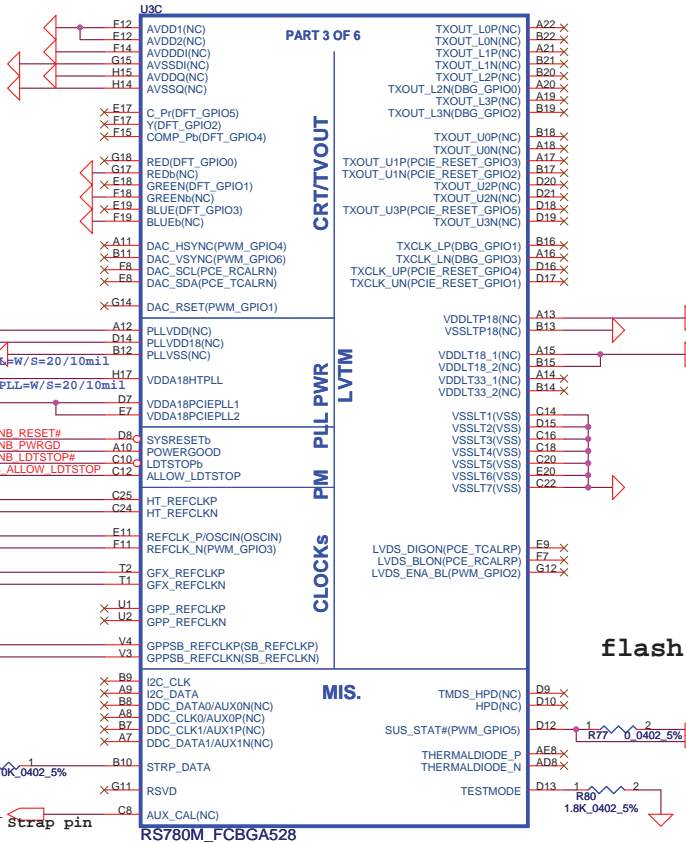 U3C
PART 3 OF 6
F12 AVDD1(NC)
E12 AVDD2(NC)
F14 AVDDDI(NC)
G15 AVSSDI(NC)
H15 AVDDQ(NC)
H14 AVSSQ(NC)
E17 C_Pr(DFT_GPIO5)
F17 Y(DFT_GPIO2)
F15 COMP_Pb(DFT_GPIO4)
G18 RED(DFT_GPIO0)
G17 REDb(NC)
E18 GREEN(DFT_GPIO1)
F18 GREENb(NC)
E19 BLUE(DFT_GPIO3)
F19 BLUEb(NC)
A11 DAC_HSYNC(PWM_GPIO4)
B11 DAC_VSYNC(PWM_GPIO6)
F8 DAC_SCL(PCE_RCALRN)
E8 DAC_SDA(PCE_TCALRN)
G14 DAC_RSET(PWM_GPIO1)
A12 PLLVDD(NC)
D14 PLLVDD18(NC)
B12 PLLVSS(NC)
L=W/S=20/10mil
H17 VDDA18HTPLL
PLL=W/S=20/10mil
D7 VDDA18PCIEPLL1
E7 VDDA18PCIEPLL2
NB_RESET# D8 SYSRESETb
NB_PWRGD A10 POWERGOOD
NB_LDTSTOP# C10 LDTSTOPb
_ALLOW_LDTSTOP C12 ALLOW_LDTSTOP
C25 HT_REFCLKP
C24 HT_REFCLKN
E11 REFCLK_P/OSCIN(OSCIN)
F11 REFCLK_N(PWM_GPIO3)
T2 GFX_REFCLKP
T1 GFX_REFCLKN
U1 GPP_REFCLKP
U2 GPP_REFCLKN
V4 GPPSB_REFCLKP(SB_REFCLKP)
V3 GPPSB_REFCLKN(SB_REFCLKN)
B9 I2C_CLK
A9 I2C_DATA
B8 DDC_DATA0/AUX0N(NC)
A8 DDC_CLK0/AUX0P(NC)
B7 DDC_CLK1/AUX1P(NC)
A7 DDC_DATA1/AUX1N(NC)
1 B10 STRP_DATA
0K_0402_5%
G11 RSVD
C8 AUX_CAL(NC)
Strap pin
CRT/TVOUT
PLL PWR
LVTM
PM
CLOCKs
MIS.
TXOUT_L0P(NC) A22
TXOUT_L0N(NC) B22
TXOUT_L1P(NC) A21
TXOUT_L1N(NC) B21
TXOUT_L2P(NC) B20
TXOUT_L2N(DBG_GPIO0) A20
TXOUT_L3P(NC) A19
TXOUT_L3N(DBG_GPIO2) B19
TXOUT_U0P(NC) B18
TXOUT_U0N(NC) A18
TXOUT_U1P(PCIE_RESET_GPIO3) A17
TXOUT_U1N(PCIE_RESET_GPIO2) B17
TXOUT_U2P(NC) D20
TXOUT_U2N(NC) D21
TXOUT_U3P(PCIE_RESET_GPIO5) D18
TXOUT_U3N(NC) D19
TXCLK_LP(DBG_GPIO1) B16
TXCLK_LN(DBG_GPIO3) A16
TXCLK_UP(PCIE_RESET_GPIO4) D16
TXCLK_UN(PCIE_RESET_GPIO1) D17
VDDLTP18(NC) A13
VSSLTP18(NC) B13
VDDLT18_1(NC) A15
VDDLT18_2(NC) B15
VDDLT33_1(NC) A14
VDDLT33_2(NC) B14
VSSLT1(VSS) C14
VSSLT2(VSS) D15
VSSLT3(VSS) C16
VSSLT4(VSS) C18
VSSLT5(VSS) C20
VSSLT6(VSS) E20
VSSLT7(VSS) C22
LVDS_DIGON(PCE_TCALRP) E9
LVDS_BLON(PCE_RCALRP) F7
LVDS_ENA_BL(PWM_GPIO2) G12
flash
TMDS_HPD(NC) D9
HPD(NC) D10
SUS_STAT#(PWM_GPIO5) D12 1 2
R77 0_0402_5%
THERMALDIODE_P AE8
THERMALDIODE_N AD8
TESTMODE D13 1 2
R80
1.8K_0402_5%
RS780M_FCBGA528